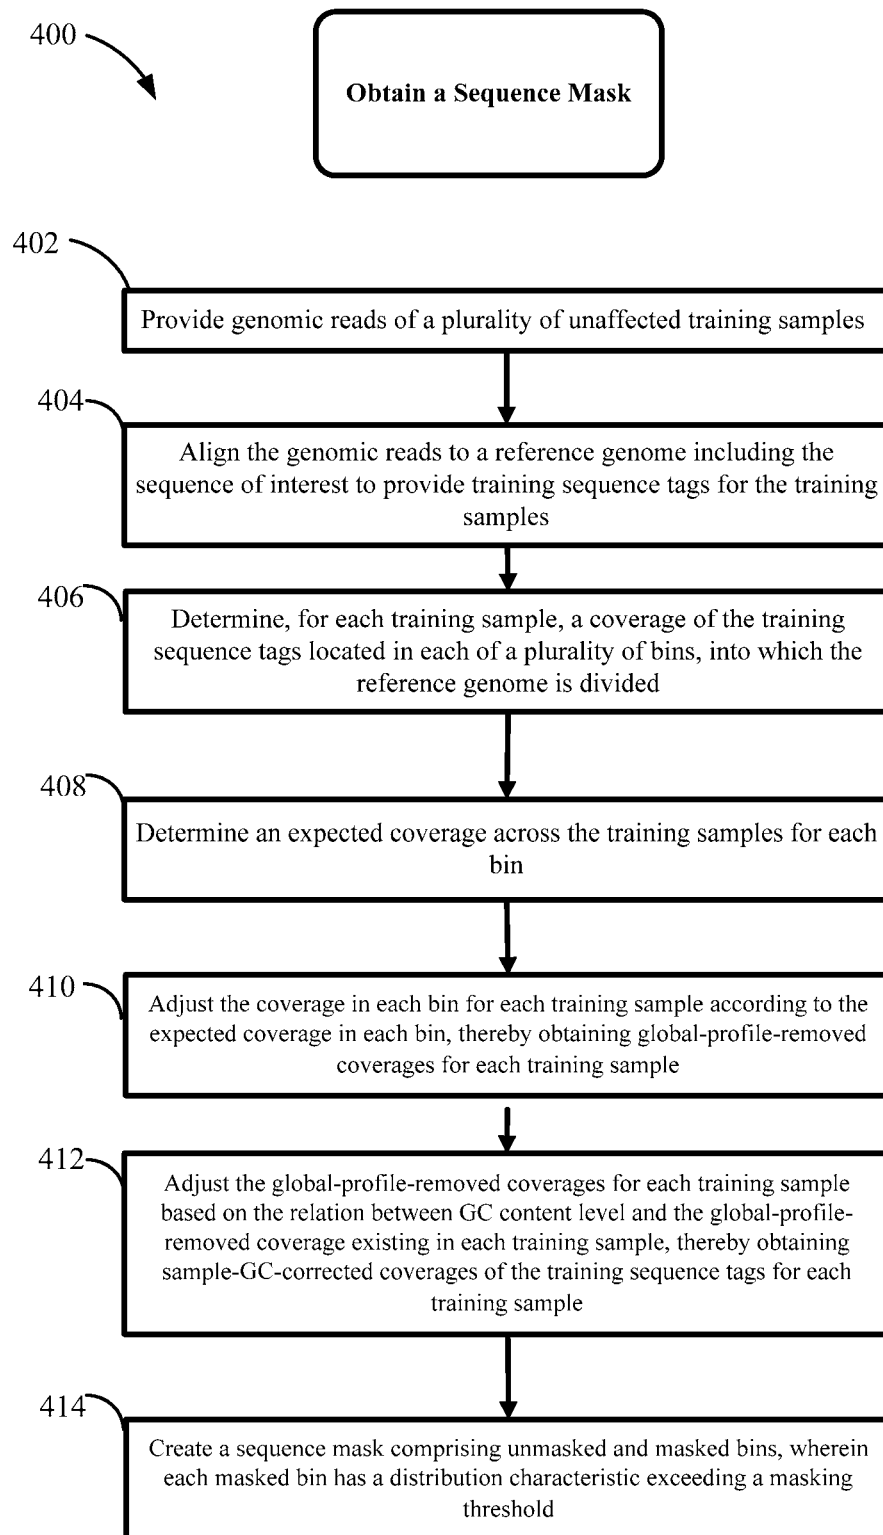 400
Obtain a Sequence Mask
402
Provide genomic reads of a plurality of unaffected training samples
404
Align the genomic reads to a reference genome including the
sequence of interest to provide training sequence tags for the training
samples
406
Determine, for each training sample, a coverage of the training
sequence tags located in each of a plurality of bins, into which the
reference genome is divided
408
Determine an expected coverage across the training samples for each
bin
410
Adjust the coverage in each bin for each training sample according to the
expected coverage in each bin, thereby obtaining global-profile-removed
coverages for each training sample
412
Adjust the global-profile-removed coverages for each training sample
based on the relation between GC content level and the global-profile-
removed coverage existing in each training sample, thereby obtaining
sample-GC-corrected coverages of the training sequence tags for each
training sample
414
Create a sequence mask comprising unmasked and masked bins, wherein
each masked bin has a distribution characteristic exceeding a masking
threshold